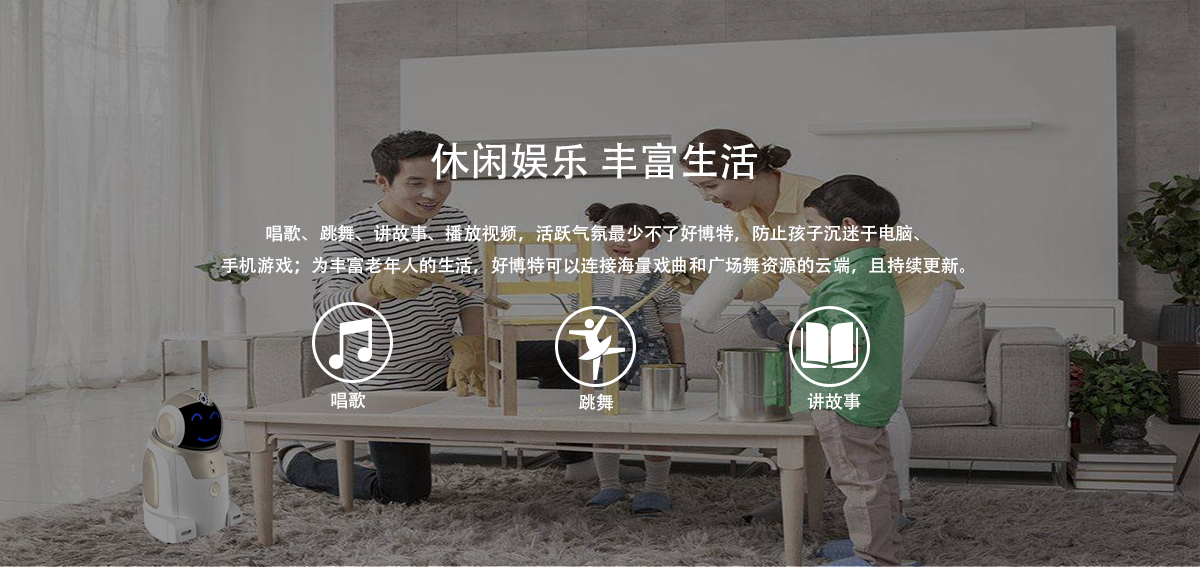 休闲娱乐 丰富生活
唱歌、跳舞、讲故事、播放视频，活跃气氛最少不了好博特，防止孩子沉迷于电脑、
手机游戏；为丰富老年人的生活，好博特可以连接海量戏曲和广场舞资源的云端，且持续更新。
唱歌
跳舞
讲故事